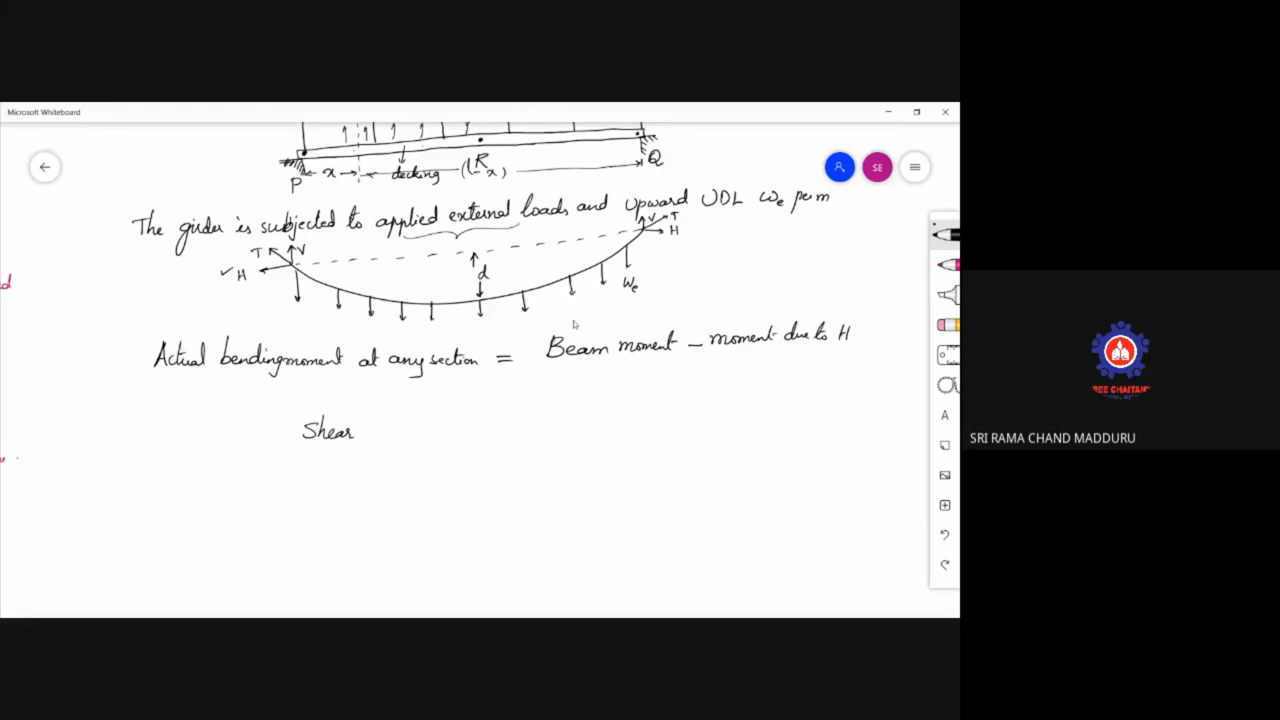 Microsoft Whiteboard
SE
P x decking R Q
The girder is subjected to applied external loads and upward UDL We per m
T V V T
H H
d
We
Actual bending moment at any section = Beam moment - moment due to H
Shear
A
SRI RAMA CHAND MADDURU